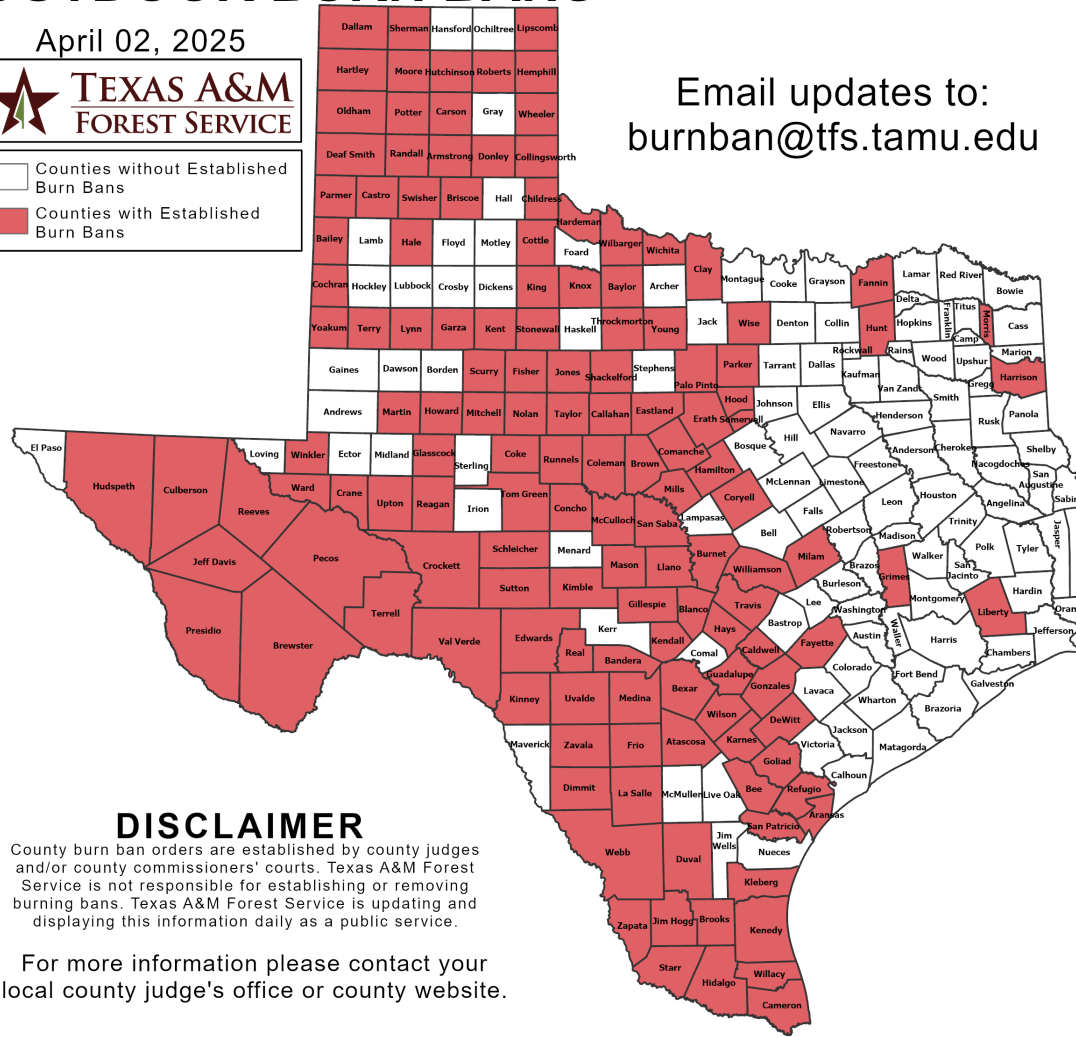 April 02, 2025
TEXAS A&M
FOREST SERVICE
Counties without Established
Burn Bans
Counties with Established
Burn Bans
Email updates to:
burnban@tfs.tamu.edu
Dallam Sherman Hansford Ochiltree Lipscomb
Hartley Moore Hutchinson Roberts Hemphill
Oldham Potter Carson Gray Wheeler
Deaf Smith Randall Armstrong Donley Collingsworth
Parmer Castro Swisher Briscoe Hall Childress
Hardeman
Bailey Lamb Hale Floyd Motley Cottle Foard Wilbarger Wichita Clay Montague Cooke Grayson Fannin Lamar Red River Bowie
Cochran Hockley Lubbock Crosby Dickens King Knox Baylor Archer
Delta Franklin Titus Morris Cass
Yoakum Terry Lynn Garza Kent Stonewall Haskell Throckmorton Young Jack Wise Denton Collin Hunt Hopkins Camp
Rockwall Rains Wood Upshur Marion
Gaines Dawson Borden Scurry Fisher Jones Shackelford Stephens Palo Pinto Parker Tarrant Dallas Kaufman Van Zandt Smith Gregg Harrison
Andrews Martin Howard Mitchell Nolan Taylor Callahan Eastland Erath Hood Somervell Johnson Ellis Henderson Rusk Panola
El Paso Loving Winkler Ector Midland Glasscock Sterling Coke Runnels Coleman Brown Comanche Hamilton Bosque Hill Navarro Freestone Anderson Cherokee Nacogdoches Shelby
Hudspeth Culberson Reeves Ward Crane Upton Reagan Irion Tom Green Concho McCulloch San Saba Mills Coryell McLennan Limestone Leon Houston Angelina San
Augustine
Lampasas Bell Falls Robertson Madison Trinity Polk Tyler Jasper
Jeff Davis Pecos Crockett Schleicher Menard Mason Llano Burnet Williamson Milam Brazos Grimes Walker San
Jacinto
Terrell Sutton Kimble Gillespie Blanco Travis Burleson Lee Washington Montgomery Liberty Hardin
Presidio Brewster Val Verde Edwards Kerr Real Bandera Kendall Hays Comal Bastrop Caldwell Fayette Austin Waller Harris Chambers Jefferson
Kinney Uvalde Medina Bexar Guadalupe Gonzales Lavaca Colorado Wharton Fort Bend Brazoria Galveston
Maverick Zavala Frio Atascosa Wilson Karnes DeWitt Victoria Jackson Matagorda
Dimmit La Salle McMullen Live Oak Bee Goliad Refugio Calhoun Aransas
Webb Duval Jim
Wells San Patricio Nueces
Kleberg
Zapata Jim Hogg Brooks Kenedy
Starr Hidalgo Willacy
Cameron
DISCLAIMER
County burn ban orders are established by county judges
and/or county commissioners' courts. Texas A&M Forest
Service is not responsible for establishing or removing
burning bans. Texas A&M Forest Service is updating and
displaying this information daily as a public service.
For more information please contact your
local county judge's office or county website.